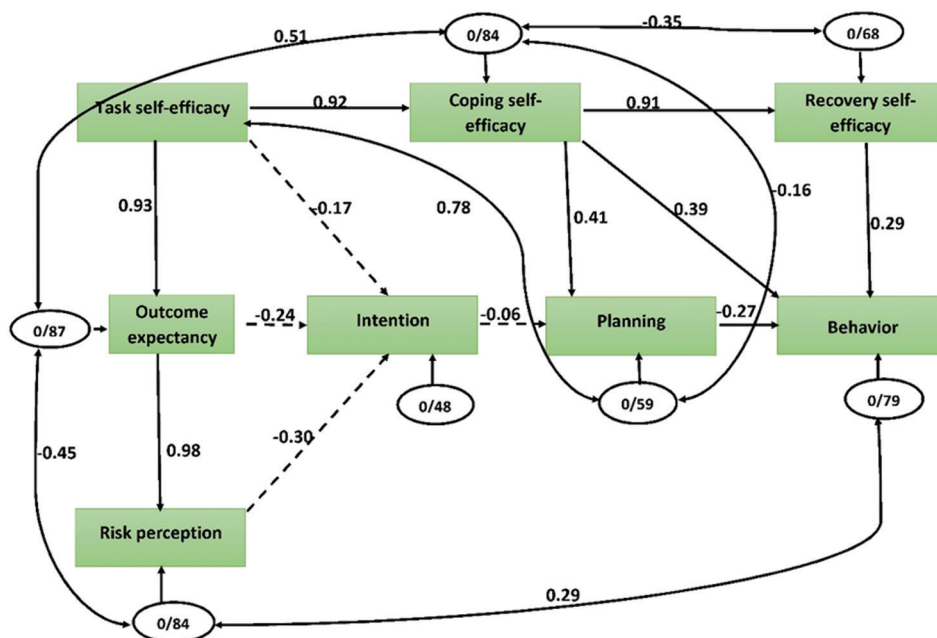 0.51
0/84
-0.35
0/68
Task self-efficacy
0.92
Coping self-
efficacy
0.91
Recovery self-
efficacy
0.93
-0.17
0.78
0.41
0.39
-0.16
0.29
0/87
Outcome
expectancy
-0.24
Intention
-0.06
Planning
-0.27
Behavior
0/48
0/59
0/79
-0.45
0.98
-0.30
Risk perception
0/84
0.29